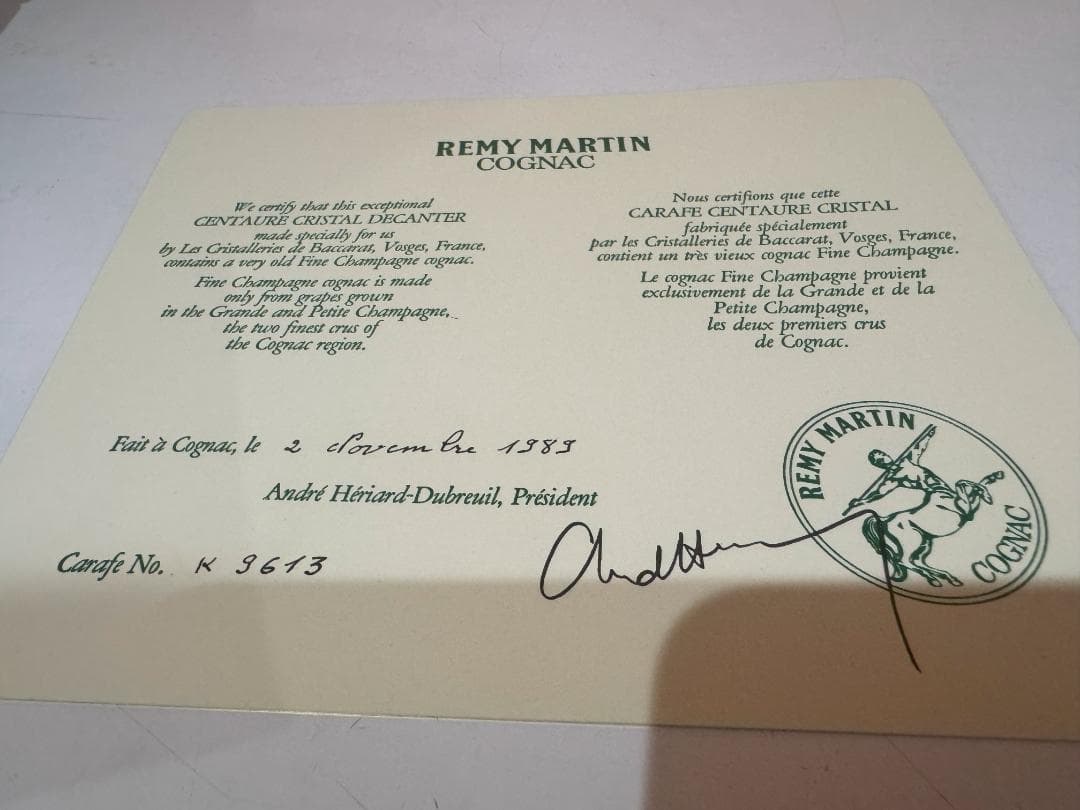 REMY MARTIN
COGNAC
We certify that this exceptional
CENTAURE CRISTAL DECANTER
made specially for us
by Les Cristalleries de Baccarat, Vosges, France,
contains a very old Fine Champagne cognac.
Fine Champagne cognac is made
only from grapes grown
in the Grande and Petite Champagne,
the two finest crus of
the Cognac region.
Nous certifions que cette
CARAFE CENTAURE CRISTAL
fabriquée spécialement
par les Cristalleries de Baccarat, Vosges, France,
contient un très vieux cognac Fine Champagne.
Le cognac Fine Champagne provient
exclusivement de la Grande et de la
Petite Champagne,
les deux premiers crus
de Cognac.
Fait à Cognac, le 2 Novembre 1989
André Hériard-Dubreuil, Président
Carafe No. K 9613
REMY MARTIN
COGNAC